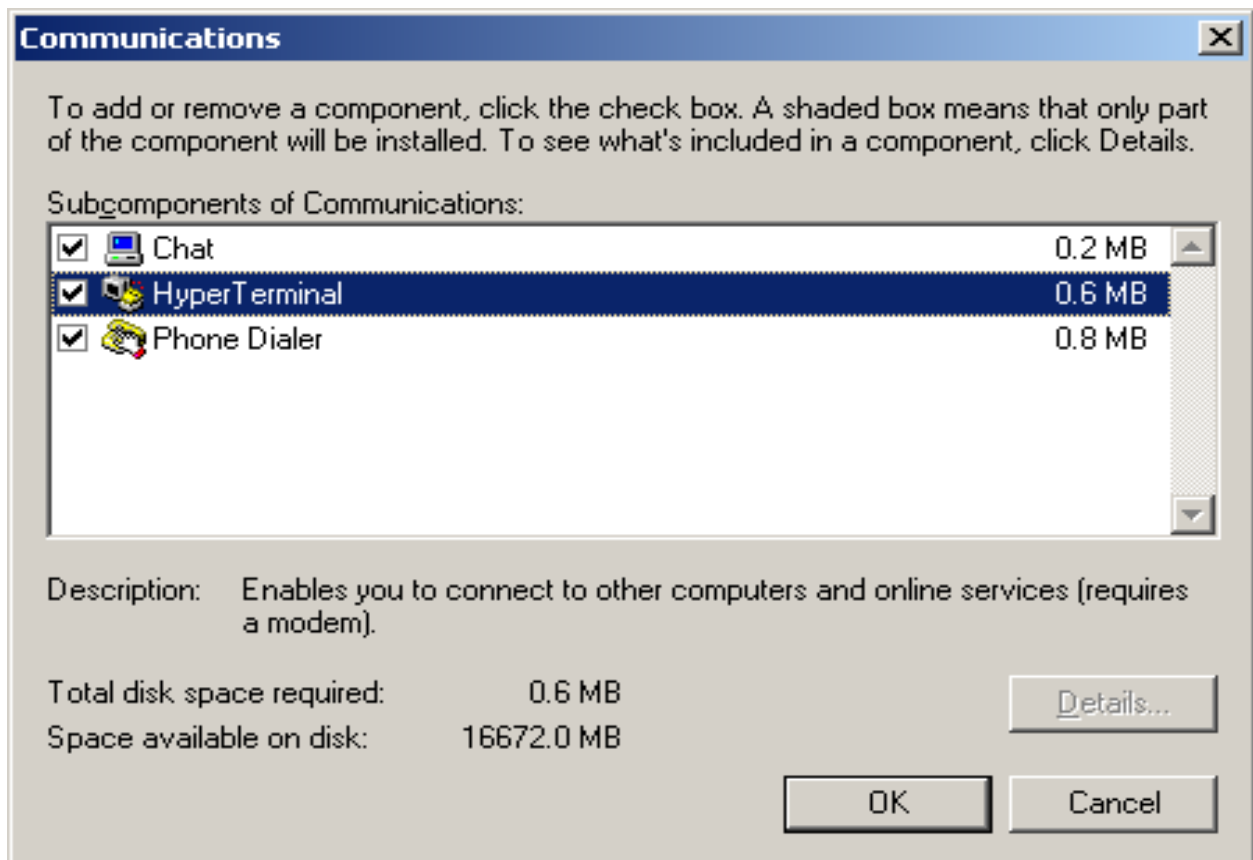 Communications
To add or remove a component, click the check box. A shaded box means that only part
of the component will be installed. To see what's included in a component, click Details.
Subcomponents of Communications:
Chat 0.2 MB
HyperTerminal 0.6 MB
Phone Dialer 0.8 MB
Description: Enables you to connect to other computers and online services (requires
a modem).
Total disk space required: 0.6 MB
Space available on disk: 16672.0 MB
Details...
OK Cancel